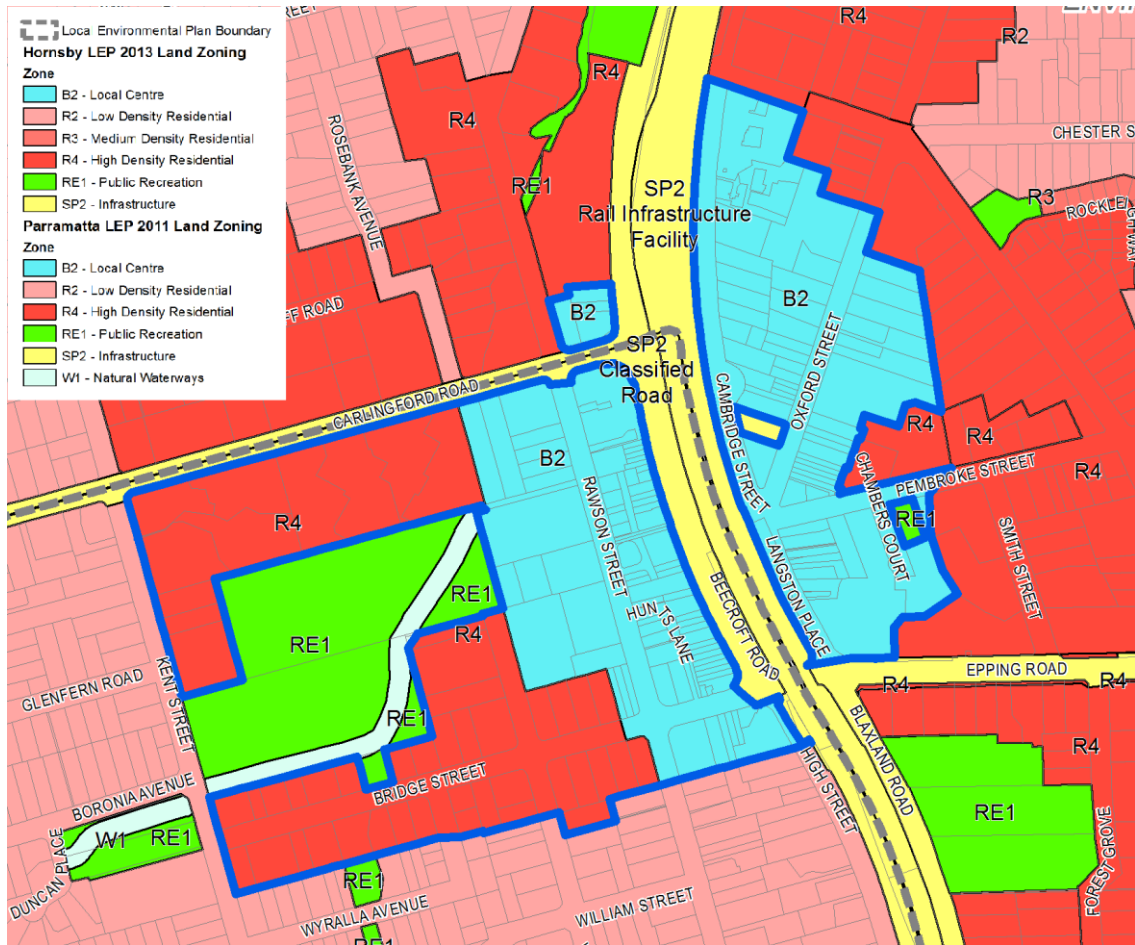 Local Environmental Plan Boundary
Hornsby LEP 2013 Land Zoning
Zone
B2 - Local Centre
R2 - Low Density Residential
R3 - Medium Density Residential
R4 - High Density Residential
RE1 - Public Recreation
SP2 - Infrastructure
Parramatta LEP 2011 Land Zoning
Zone
B2 - Local Centre
R2 - Low Density Residential
R4 - High Density Residential
RE1 - Public Recreation
SP2 - Infrastructure
W1 - Natural Waterways
STREET
R4
R2
R4
R4
ROSEBANK AVENUE
CHESTER S
RE1
SP2
Rail Infrastructure
Facility
R3
ROCKLEIGH WAY
FF ROAD
B2
B2
SP2
Classified
Road
OXFORD STREET
CARLINGFORD ROAD
CAMBRIDGE STREET
R4
R4
B2
CHAMBERS COURT
PEMBROKE STREET
R4
RAWSON STREET
R4
RE1
SMITH STREET
LANGSTON PLACE
RE1
BEECROFT ROAD
HUNTS LANE
R4
RE1
KENT STREET
GLENFERN ROAD
EPPING ROAD
R4
R4
RE1
BLAXLAND ROAD
R4
HIGH STREET
BRIDGE STREET
BORONIA AVENUE
RE1
W1
RE1
DUNCAN PLACE
FOREST GROVE
RE1
WYRALLA AVENUE
WILLIAM STREET
RE1